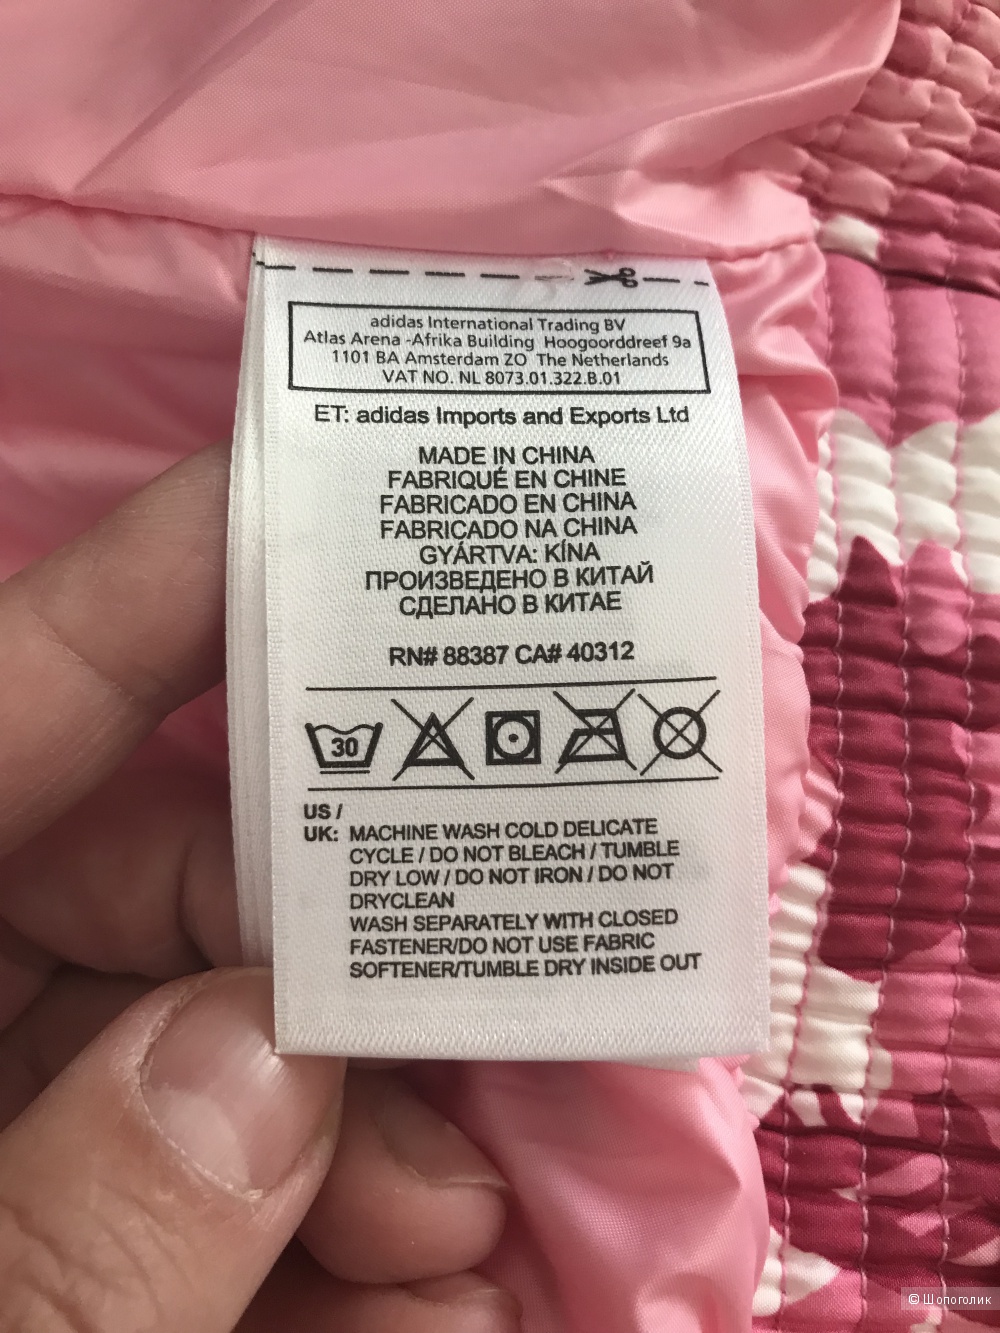 adidas International Trading BV
Atlas Arena -Afrika Building Hoogoorddreef 9a
1101 BA Amsterdam ZO The Netherlands
VAT NO. NL 8073.01.322.B.01
ET: adidas Imports and Exports Ltd
MADE IN CHINA
FABRIQUÉ EN CHINE
FABRICADO EN CHINA
FABRICADO NA CHINA
GYÁRTVA: KÍNA
ПРОИЗВЕДЕНО В КИТАЙ
СДЕЛАНО В КИТАЕ
RN# 88387 CA# 40312
30
US /
UK: MACHINE WASH COLD DELICATE
CYCLE / DO NOT BLEACH / TUMBLE
DRY LOW / DO NOT IRON / DO NOT
DRYCLEAN
WASH SEPARATELY WITH CLOSED
FASTENER/DO NOT USE FABRIC
SOFTENER/TUMBLE DRY INSIDE OUT
© Шопоголик